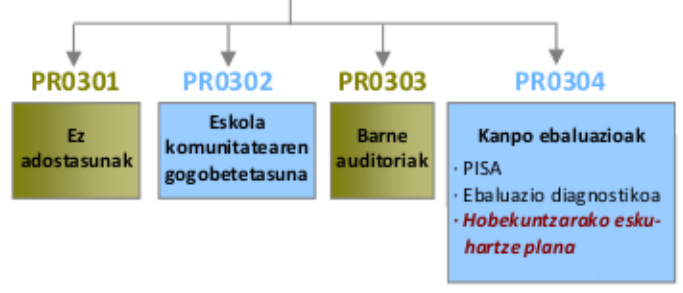 PR0301
PR0302
PR0303
PR0304
Ez
adostasunak
Eskola
komunitatearen
gogobetetasuna
Barne
auditoriak
Kanpo ebaluazioak
· PISA
· Ebaluazio diagnostikoa
· Hobekuntzarako esku-
hartze plana